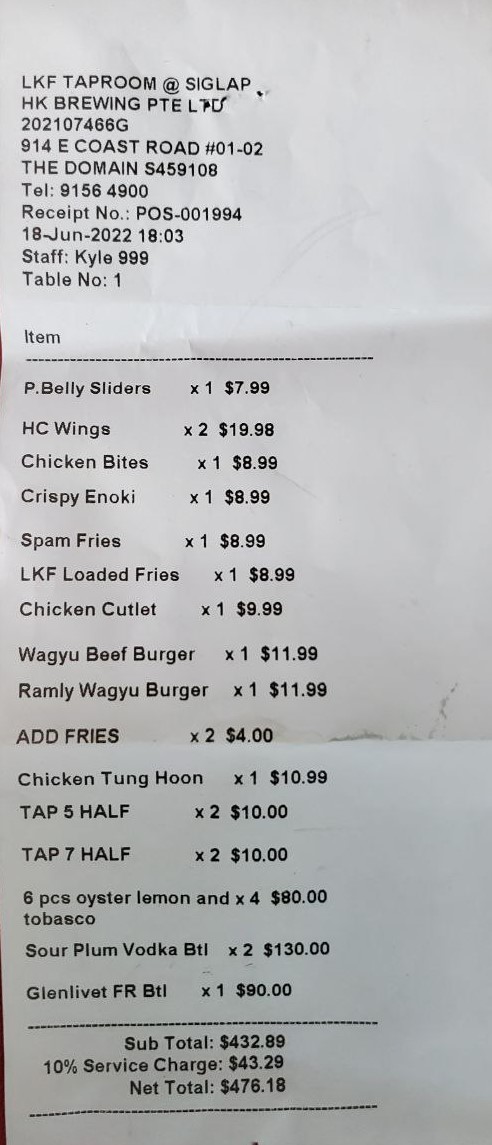 LKF TAPROOM @ SIGLAP
HK BREWING PTE LTD
202107466G
914 E COAST ROAD #01-02
THE DOMAIN S459108
Tel: 9156 4900
Receipt No.: POS-001994
18-Jun-2022 18:03
Staff: Kyle 999
Table No: 1
Item
P.Belly Sliders x 1 $7.99
HC Wings x 2 $19.98
Chicken Bites x 1 $8.99
Crispy Enoki x 1 $8.99
Spam Fries x 1 $8.99
LKF Loaded Fries x 1 $8.99
Chicken Cutlet x 1 $9.99
Wagyu Beef Burger x 1 $11.99
Ramly Wagyu Burger x 1 $11.99
ADD FRIES x 2 $4.00
Chicken Tung Hoon x 1 $10.99
TAP 5 HALF x 2 $10.00
TAP 7 HALF x 2 $10.00
6 pcs oyster lemon and x 4 $80.00
tobasco
Sour Plum Vodka Btl x 2 $130.00
Glenlivet FR Btl x 1 $90.00
Sub Total: $432.89
10% Service Charge: $43.29
Net Total: $476.18